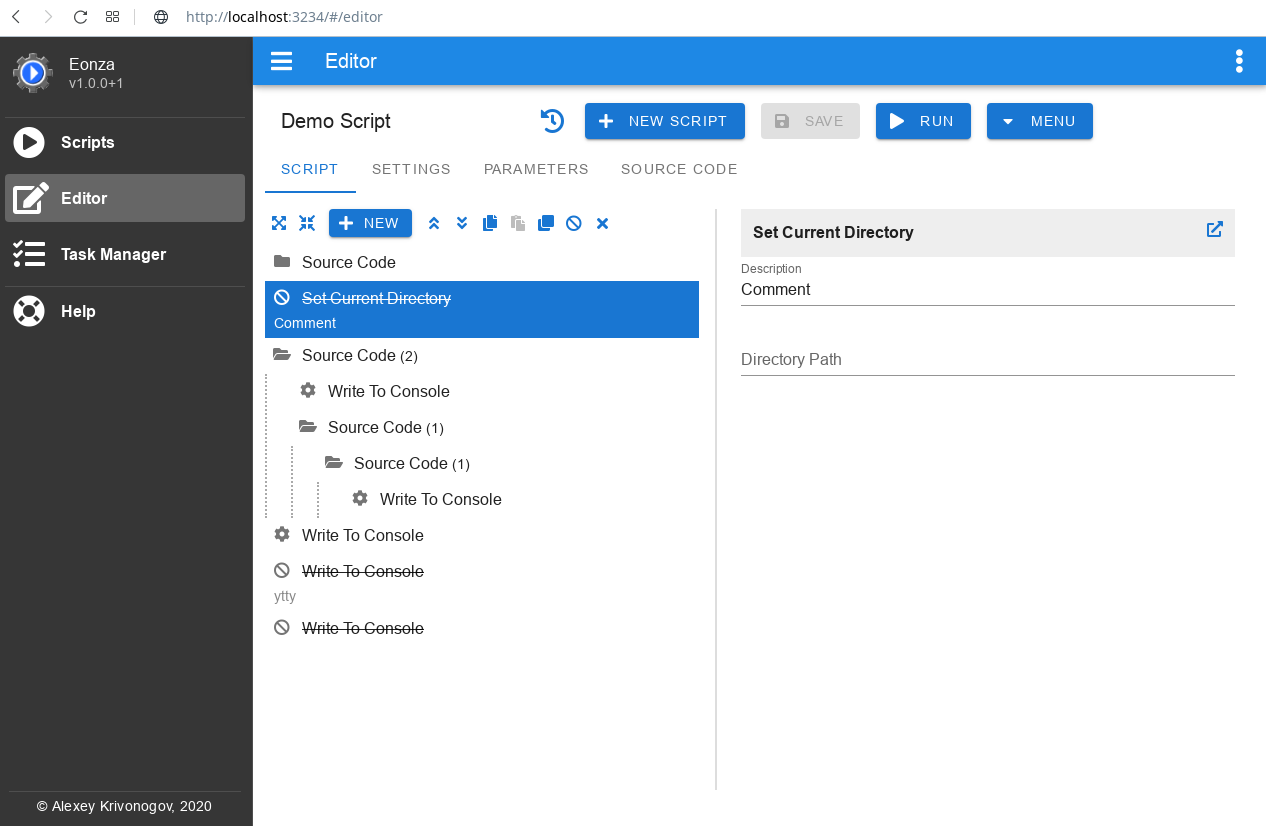 http://localhost:3234/#/editor
Eonza
v1.0.0+1
Scripts
Editor
Task Manager
Help
© Alexey Krivonogov, 2020
Editor
Demo Script
NEW SCRIPT
SAVE
RUN
MENU
SCRIPT SETTINGS PARAMETERS SOURCE CODE
NEW
Source Code
Set Current Directory
Comment
Source Code (2)
Write To Console
Source Code (1)
Source Code (1)
Write To Console
Write To Console
Write To Console
ytty
Write To Console
Set Current Directory
Description
Comment
Directory Path